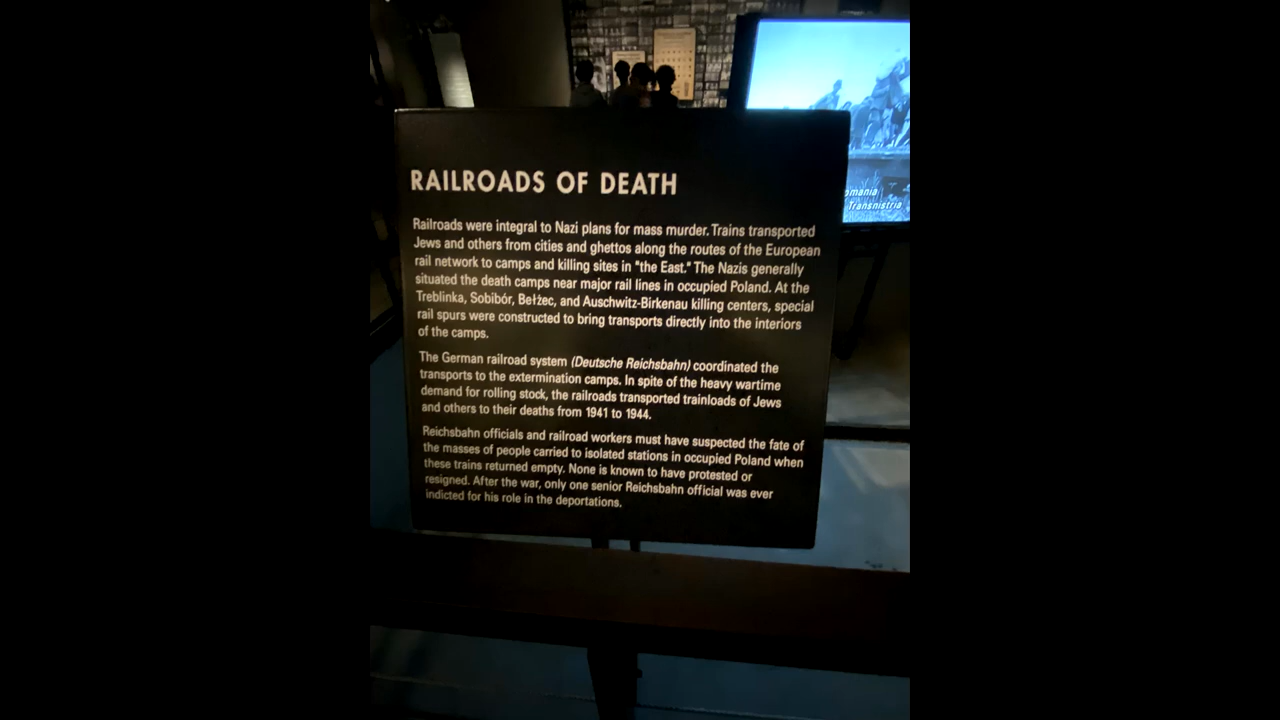 RAILROADS OF DEATH
Railroads were integral to Nazi plans for mass murder. Trains transported
Jews and others from cities and ghettos along the routes of the European
rail network to camps and killing sites in "the East." The Nazis generally
situated the death camps near major rail lines in occupied Poland. At the
Treblinka, Sobibór, Bełżec, and Auschwitz-Birkenau killing centers, special
rail spurs were constructed to bring transports directly into the interiors
of the camps.
The German railroad system (Deutsche Reichsbahn) coordinated the
transports to the extermination camps. In spite of the heavy wartime
demand for rolling stock, the railroads transported trainloads of Jews
and others to their deaths from 1941 to 1944.
Reichsbahn officials and railroad workers must have suspected the fate of
the masses of people carried to isolated stations in occupied Poland when
these trains returned empty. None is known to have protested or
resigned. After the war, only one senior Reichsbahn official was ever
indicted for his role in the deportations.
Transnistria